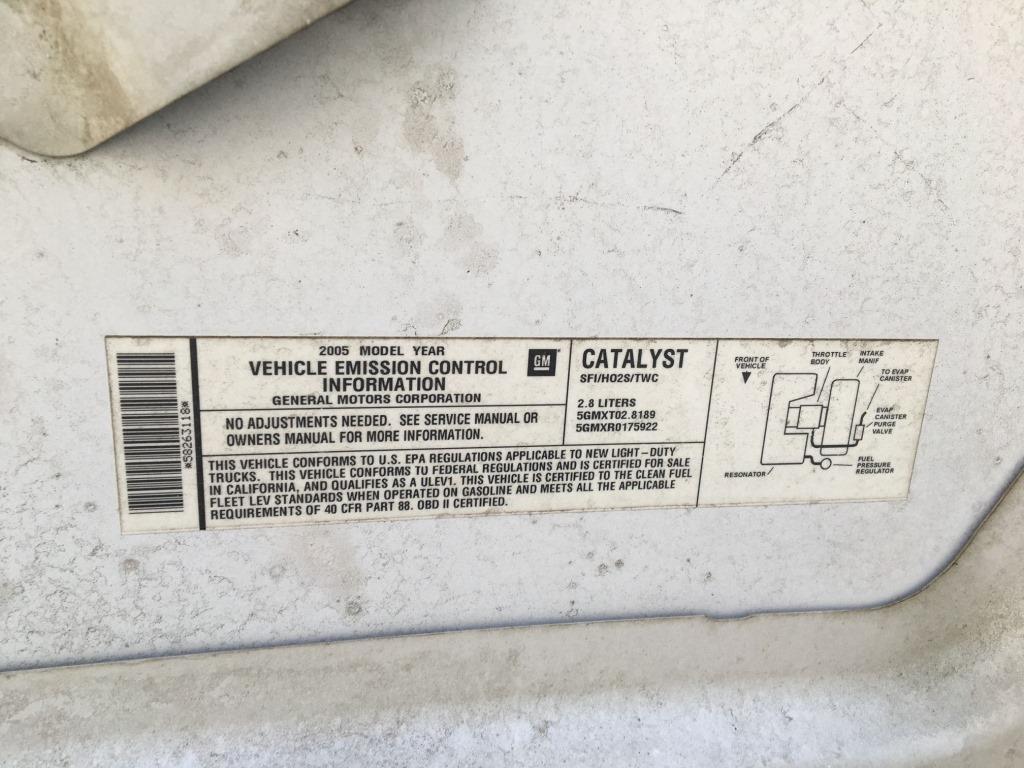 *58263118*
2005 MODEL YEAR
VEHICLE EMISSION CONTROL
INFORMATION
GENERAL MOTORS CORPORATION
GM
NO ADJUSTMENTS NEEDED. SEE SERVICE MANUAL OR
OWNERS MANUAL FOR MORE INFORMATION.
CATALYST
SFI/HO2S/TWC
2.8 LITERS
5GMXT02.8189
5GMXR0175922
THIS VEHICLE CONFORMS TO U.S. EPA REGULATIONS APPLICABLE TO NEW LIGHT-DUTY
TRUCKS. THIS VEHICLE CONFORMS TO FEDERAL REGULATIONS AND IS CERTIFIED FOR SALE
IN CALIFORNIA, AND QUALIFIES AS A ULEV1. THIS VEHICLE IS CERTIFIED TO THE CLEAN FUEL
FLEET LEV STANDARDS WHEN OPERATED ON GASOLINE AND MEETS ALL THE APPLICABLE
REQUIREMENTS OF 40 CFR PART 88. OBD II CERTIFIED.
FRONT OF
VEHICLE
THROTTLE
BODY
INTAKE
MANIF
TO EVAP
CANISTER
EVAP
CANISTER
PURGE
VALVE
FUEL
PRESSURE
REGULATOR
RESONATOR